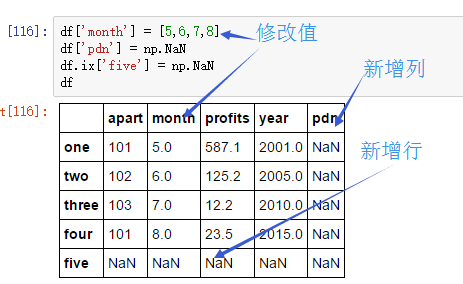 [116]: df['month'] = [5,6,7,8] 修改值
df['pdn'] = np.NaN
df.ix['five'] = np.NaN
df
新增列
t[116]:
apart month profits year pdn
one 101 5.0 587.1 2001.0 NaN
新增行
two 102 6.0 125.2 2005.0 NaN
three 103 7.0 12.2 2010.0 NaN
four 101 8.0 23.5 2015.0 NaN
five NaN NaN NaN NaN NaN